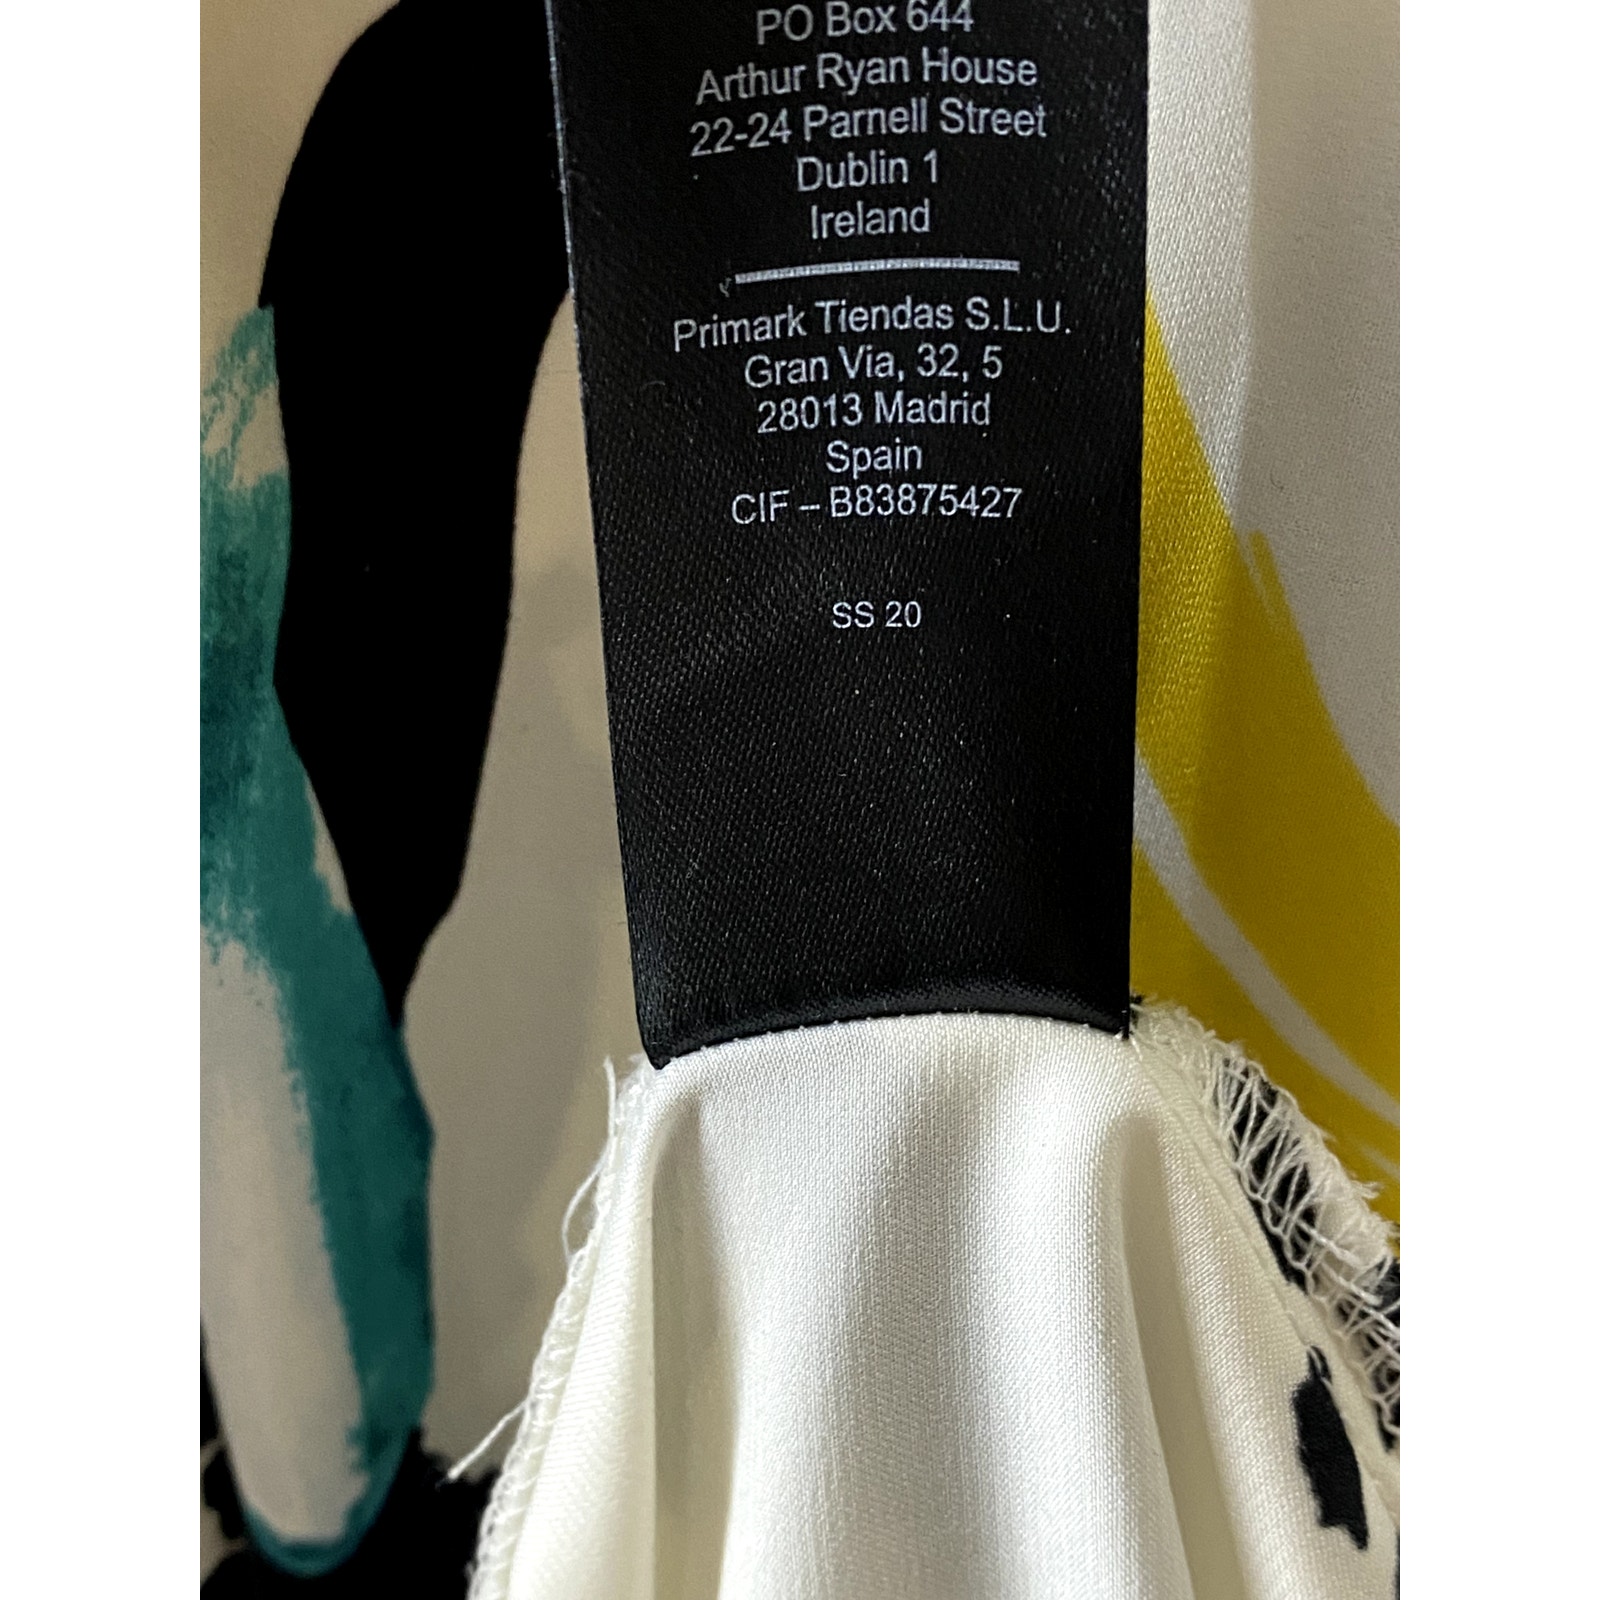 PO Box 644
Arthur Ryan House
22-24 Parnell Street
Dublin 1
Ireland
Primark Tiendas S.L.U.
Gran Via, 32, 5
28013 Madrid
Spain
CIF – B83875427
SS 20